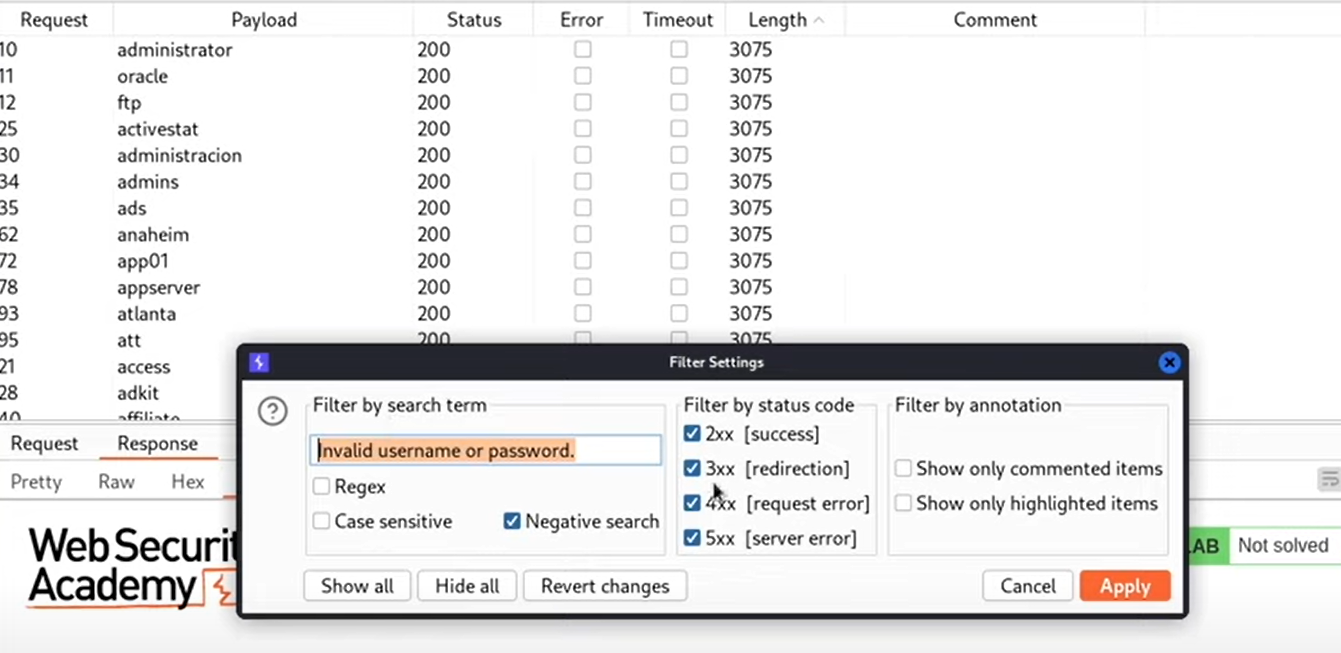 Request Payload Status Error Timeout Length Comment
10 administrator 200 3075
11 oracle 200 3075
12 ftp 200 3075
25 activestat 200 3075
30 administracion 200 3075
34 admins 200 3075
35 ads 200 3075
62 anaheim 200 3075
72 app01 200 3075
78 appserver 200 3075
93 atlanta 200 3075
95 att 200 3075
21 access
28 adkit
40 affiliate
Filter Settings
Filter by search term
Invalid username or password.
Regex
Case sensitive
Negative search
Filter by status code
2xx [success]
3xx [redirection]
4xx [request error]
5xx [server error]
Filter by annotation
Show only commented items
Show only highlighted items
Show all Hide all Revert changes Cancel Apply
Request Response
Pretty Raw Hex
Web Securit
Academy
LAB Not solved